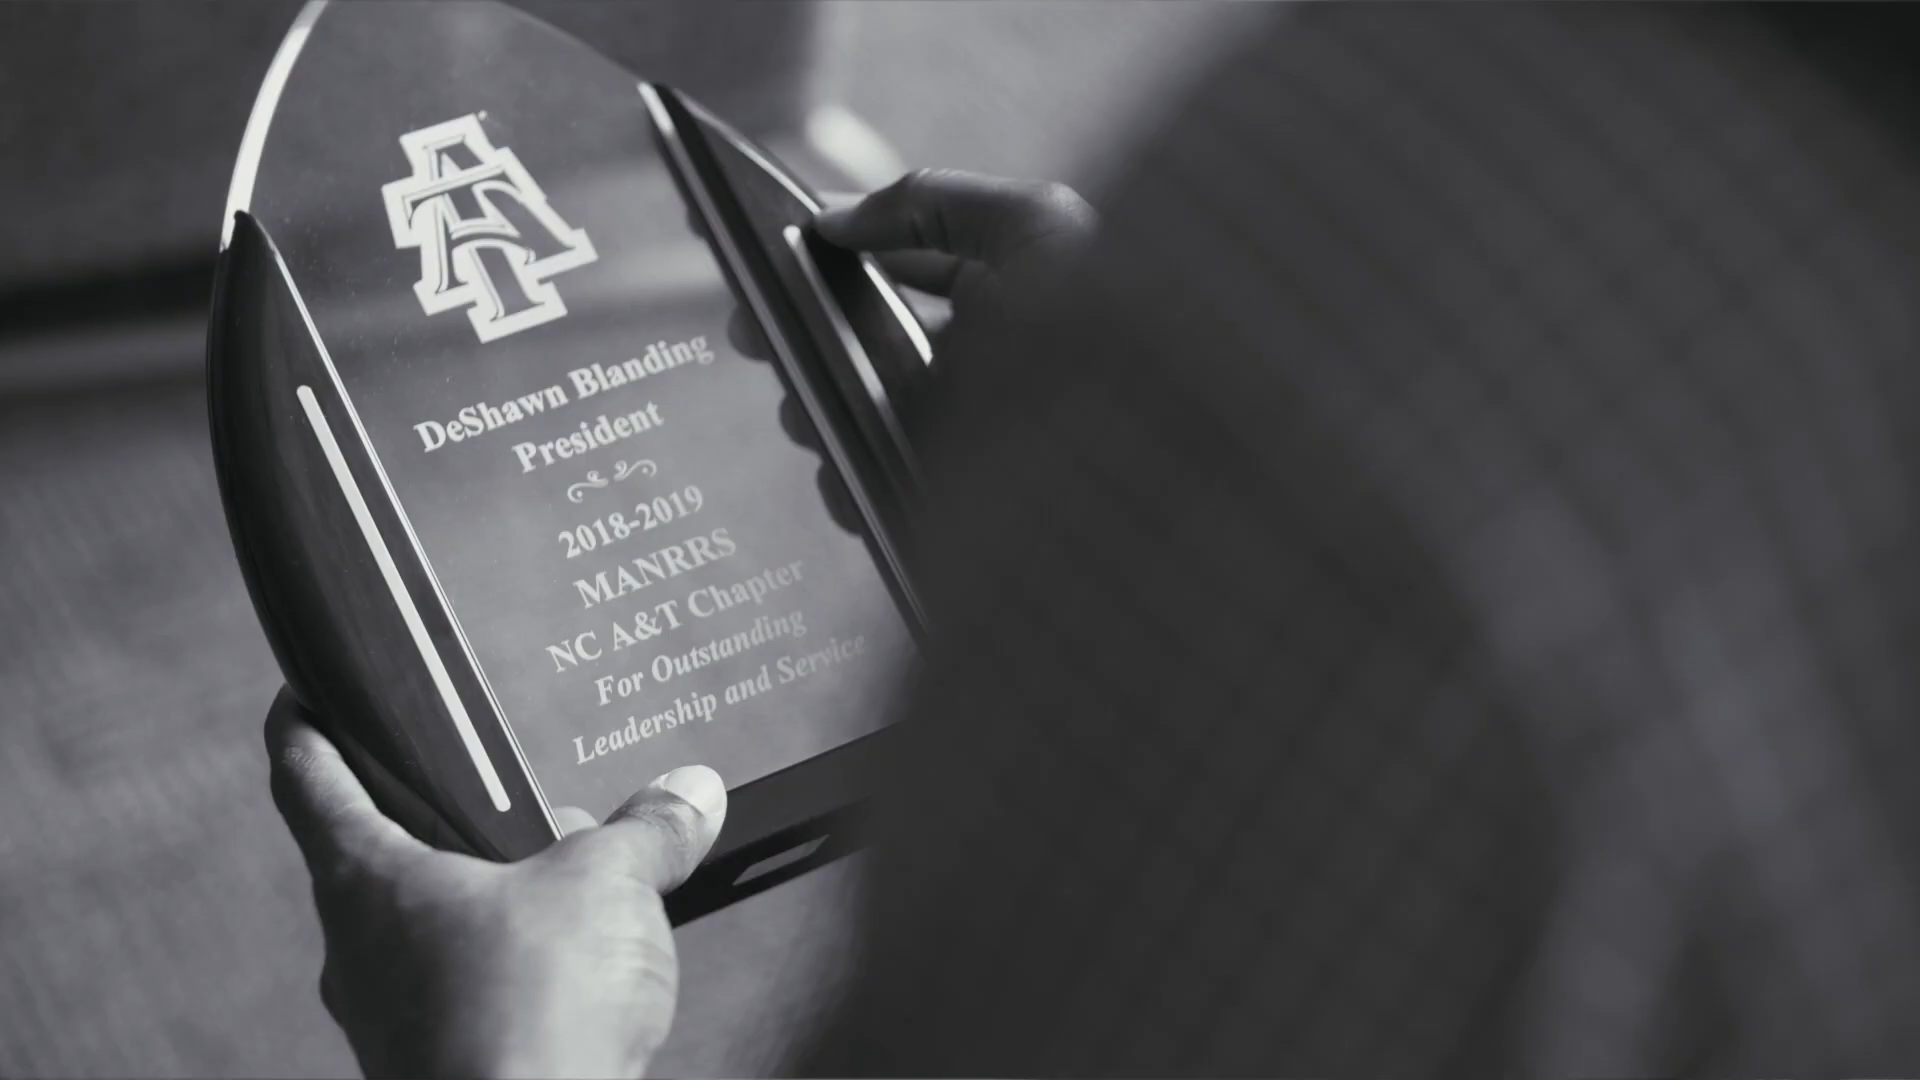 A&T
DeShawn Blanding
President
2018-2019
MANRRS
NC A&T Chapter
For Outstanding
Leadership and Service